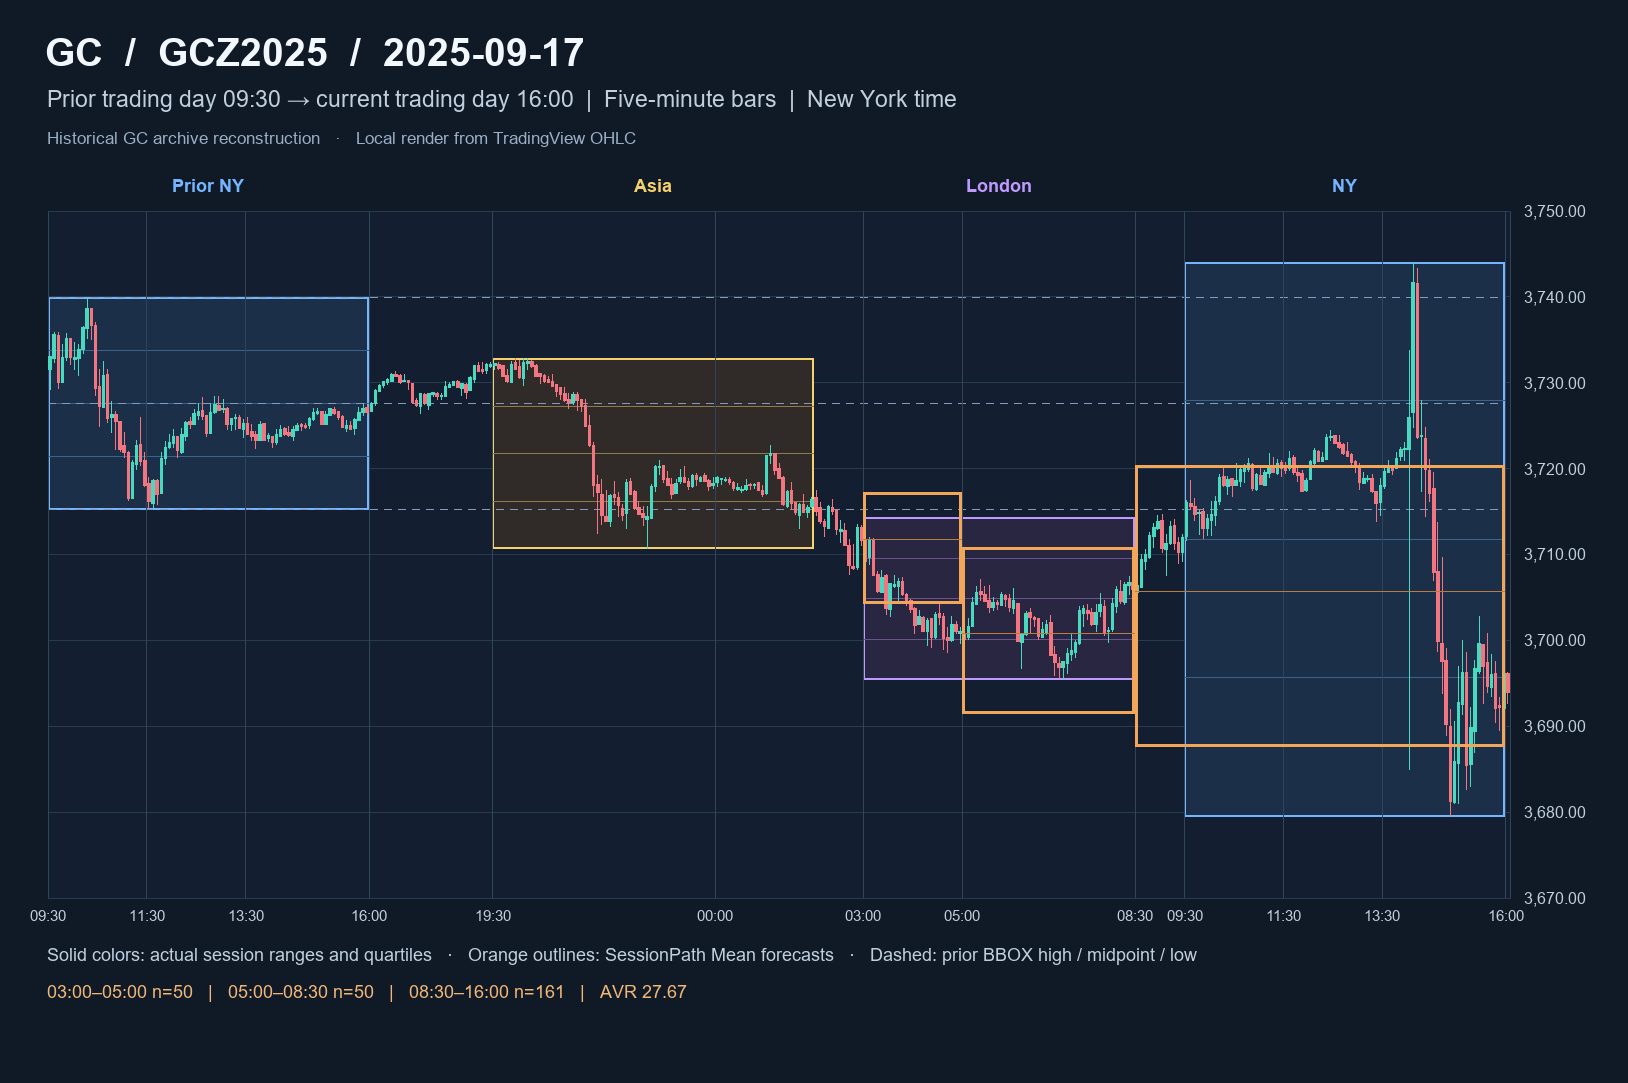 GC / GCZ2025 / 2025-09-17
Prior trading day 09:30 → current trading day 16:00 | Five-minute bars | New York time
Historical GC archive reconstruction · Local render from TradingView OHLC
Prior NY Asia London NY
3,750.00
3,740.00
3,730.00
3,720.00
3,710.00
3,700.00
3,690.00
3,680.00
3,670.00
09:30 11:30 13:30 16:00 19:30 00:00 03:00 05:00 08:30 09:30 11:30 13:30 16:00
Solid colors: actual session ranges and quartiles · Orange outlines: SessionPath Mean forecasts · Dashed: prior BBOX high / midpoint / low
03:00–05:00 n=50 | 05:00–08:30 n=50 | 08:30–16:00 n=161 | AVR 27.67